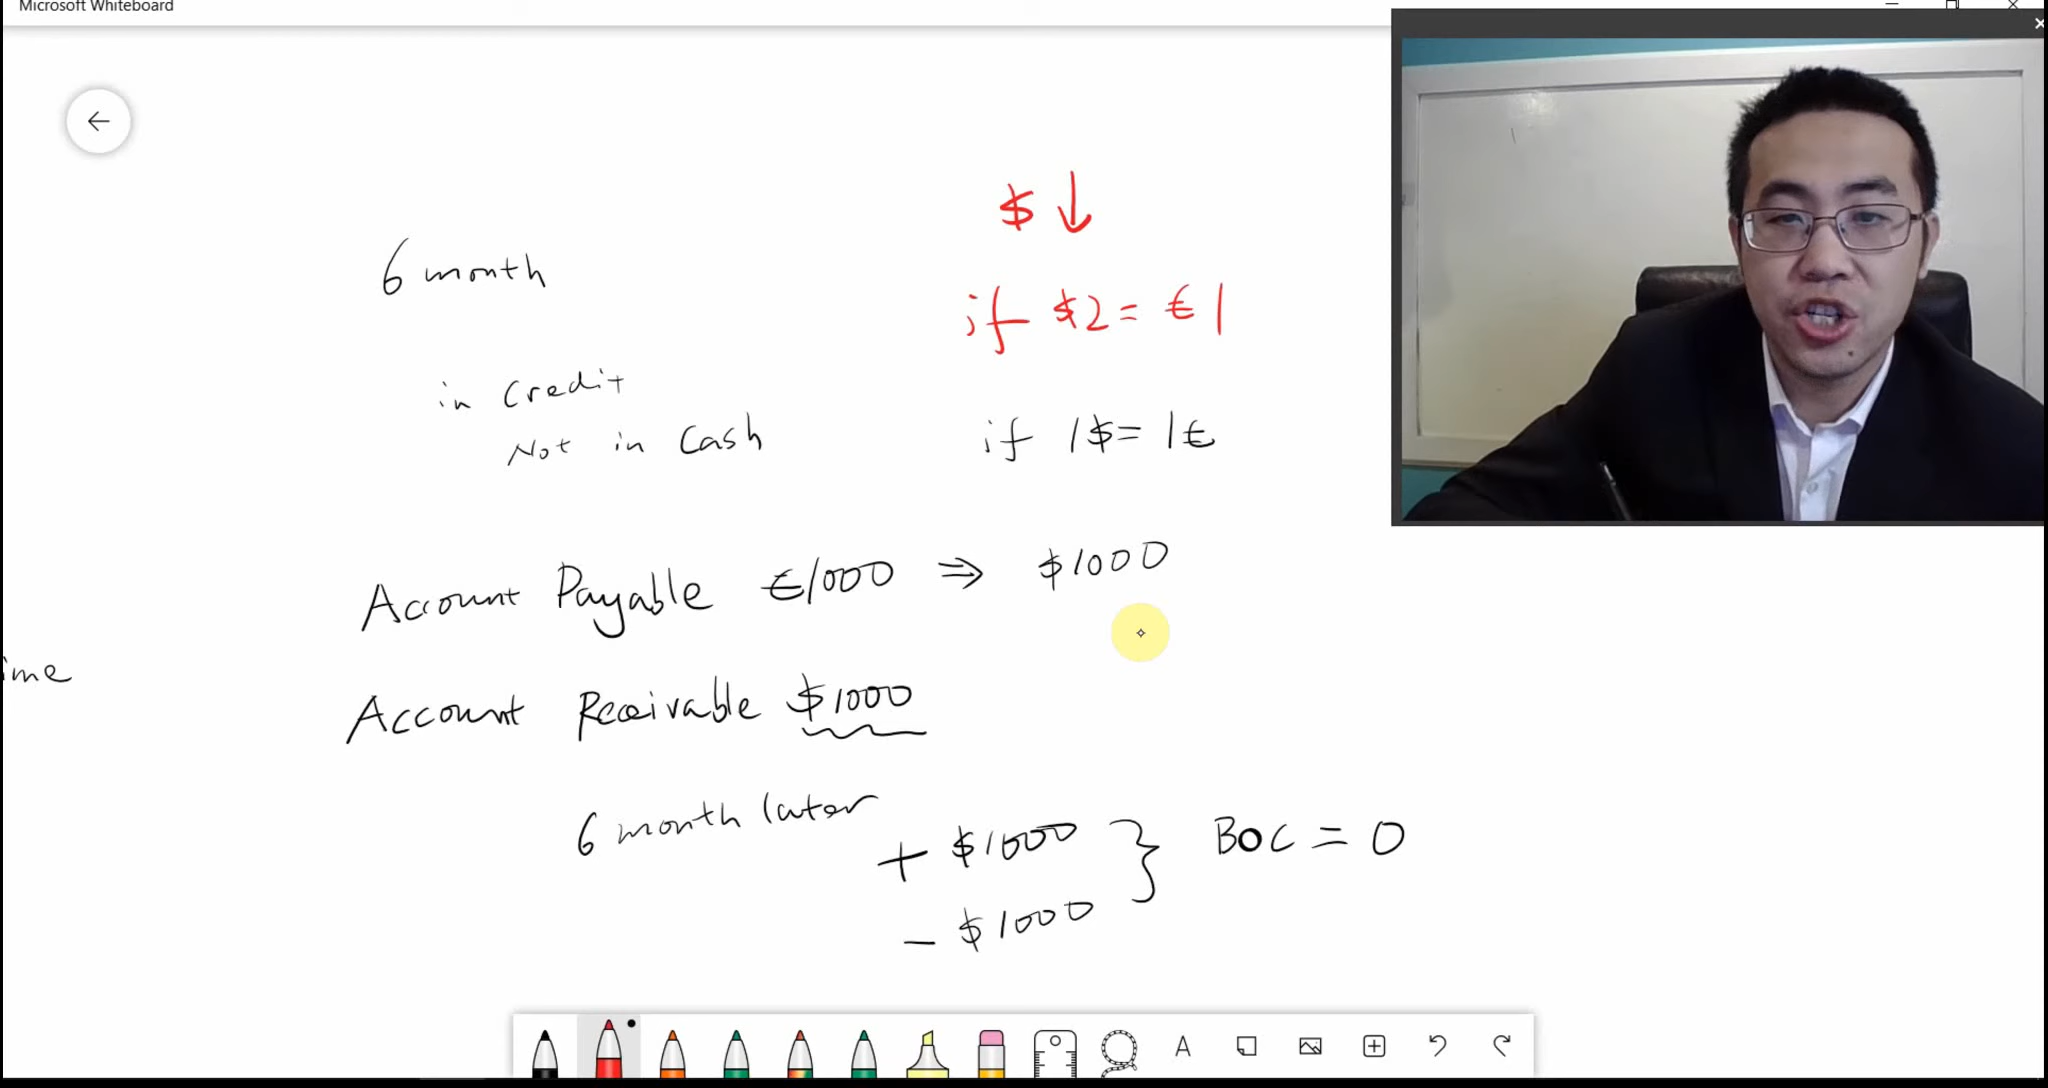 Microsoft Whiteboard
$ ↓
6 month
if $2 = € 1
in Credit
Not in Cash
if 1$ = 1€
Account Payable €1000 ⇒ $1000
ime
Account Receivable $1000
6 month later
+ $1000 } BOC = 0
- $1000
A